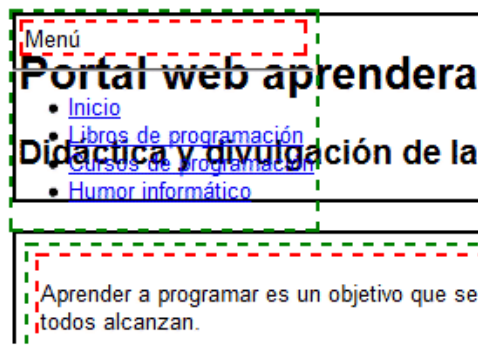 Menú
Portal web aprendera
Inicio
Libros de programación
Didáctica y divulgación de la
Cursos de programación
Humor informático
Aprender a programar es un objetivo que se
todos alcanzan.